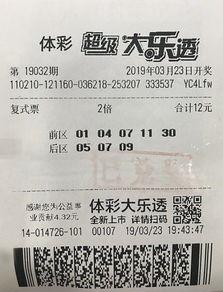 体彩 超级大乐透
第 19032期 2019年03月23日开奖
110210-121160-036218-253207 333537 YC4Lfw
复式票 2倍 合计12元
前区 01 04 07 11 30
后区 05 07 09
已兑奖
感谢您为公益事
业贡献4.32元
体彩大乐透
全新上市 详情扫码
14-014726-101 00107 19/03/23 19:43:47